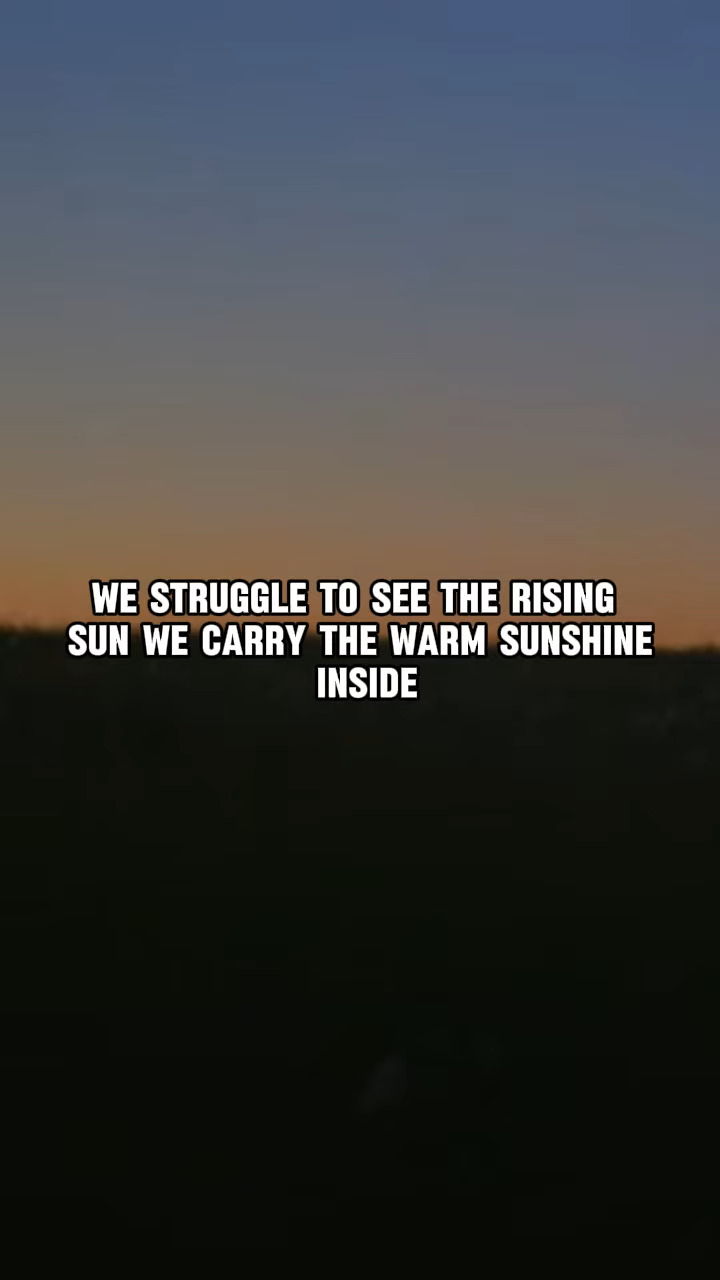 WE STRUGGLE TO SEE THE RISING
SUN WE CARRY THE WARM SUNSHINE
INSIDE